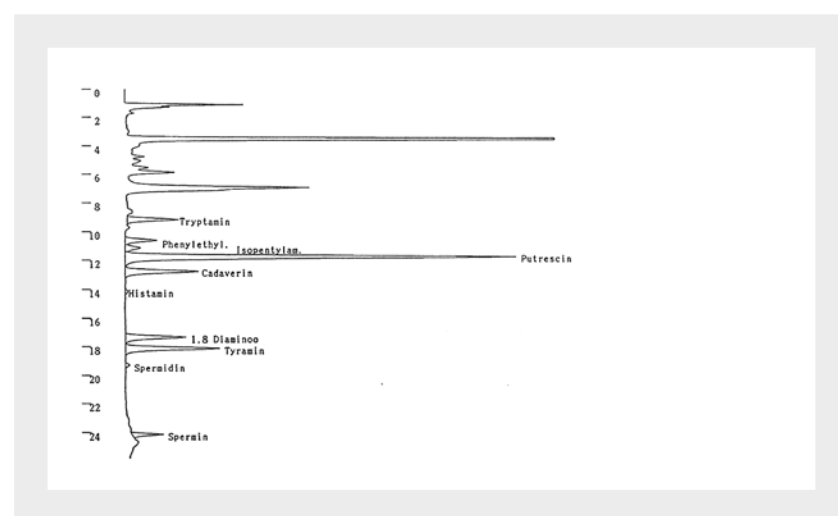 0
2
4
6
8
Tryptamin
10
Phenylethyl.
Isopentylam.
Putrescin
12
Cadaverin
14
Histamin
16
1.8 Diaminoo
18
Tyramin
Spermidin
20
22
24
Spermin